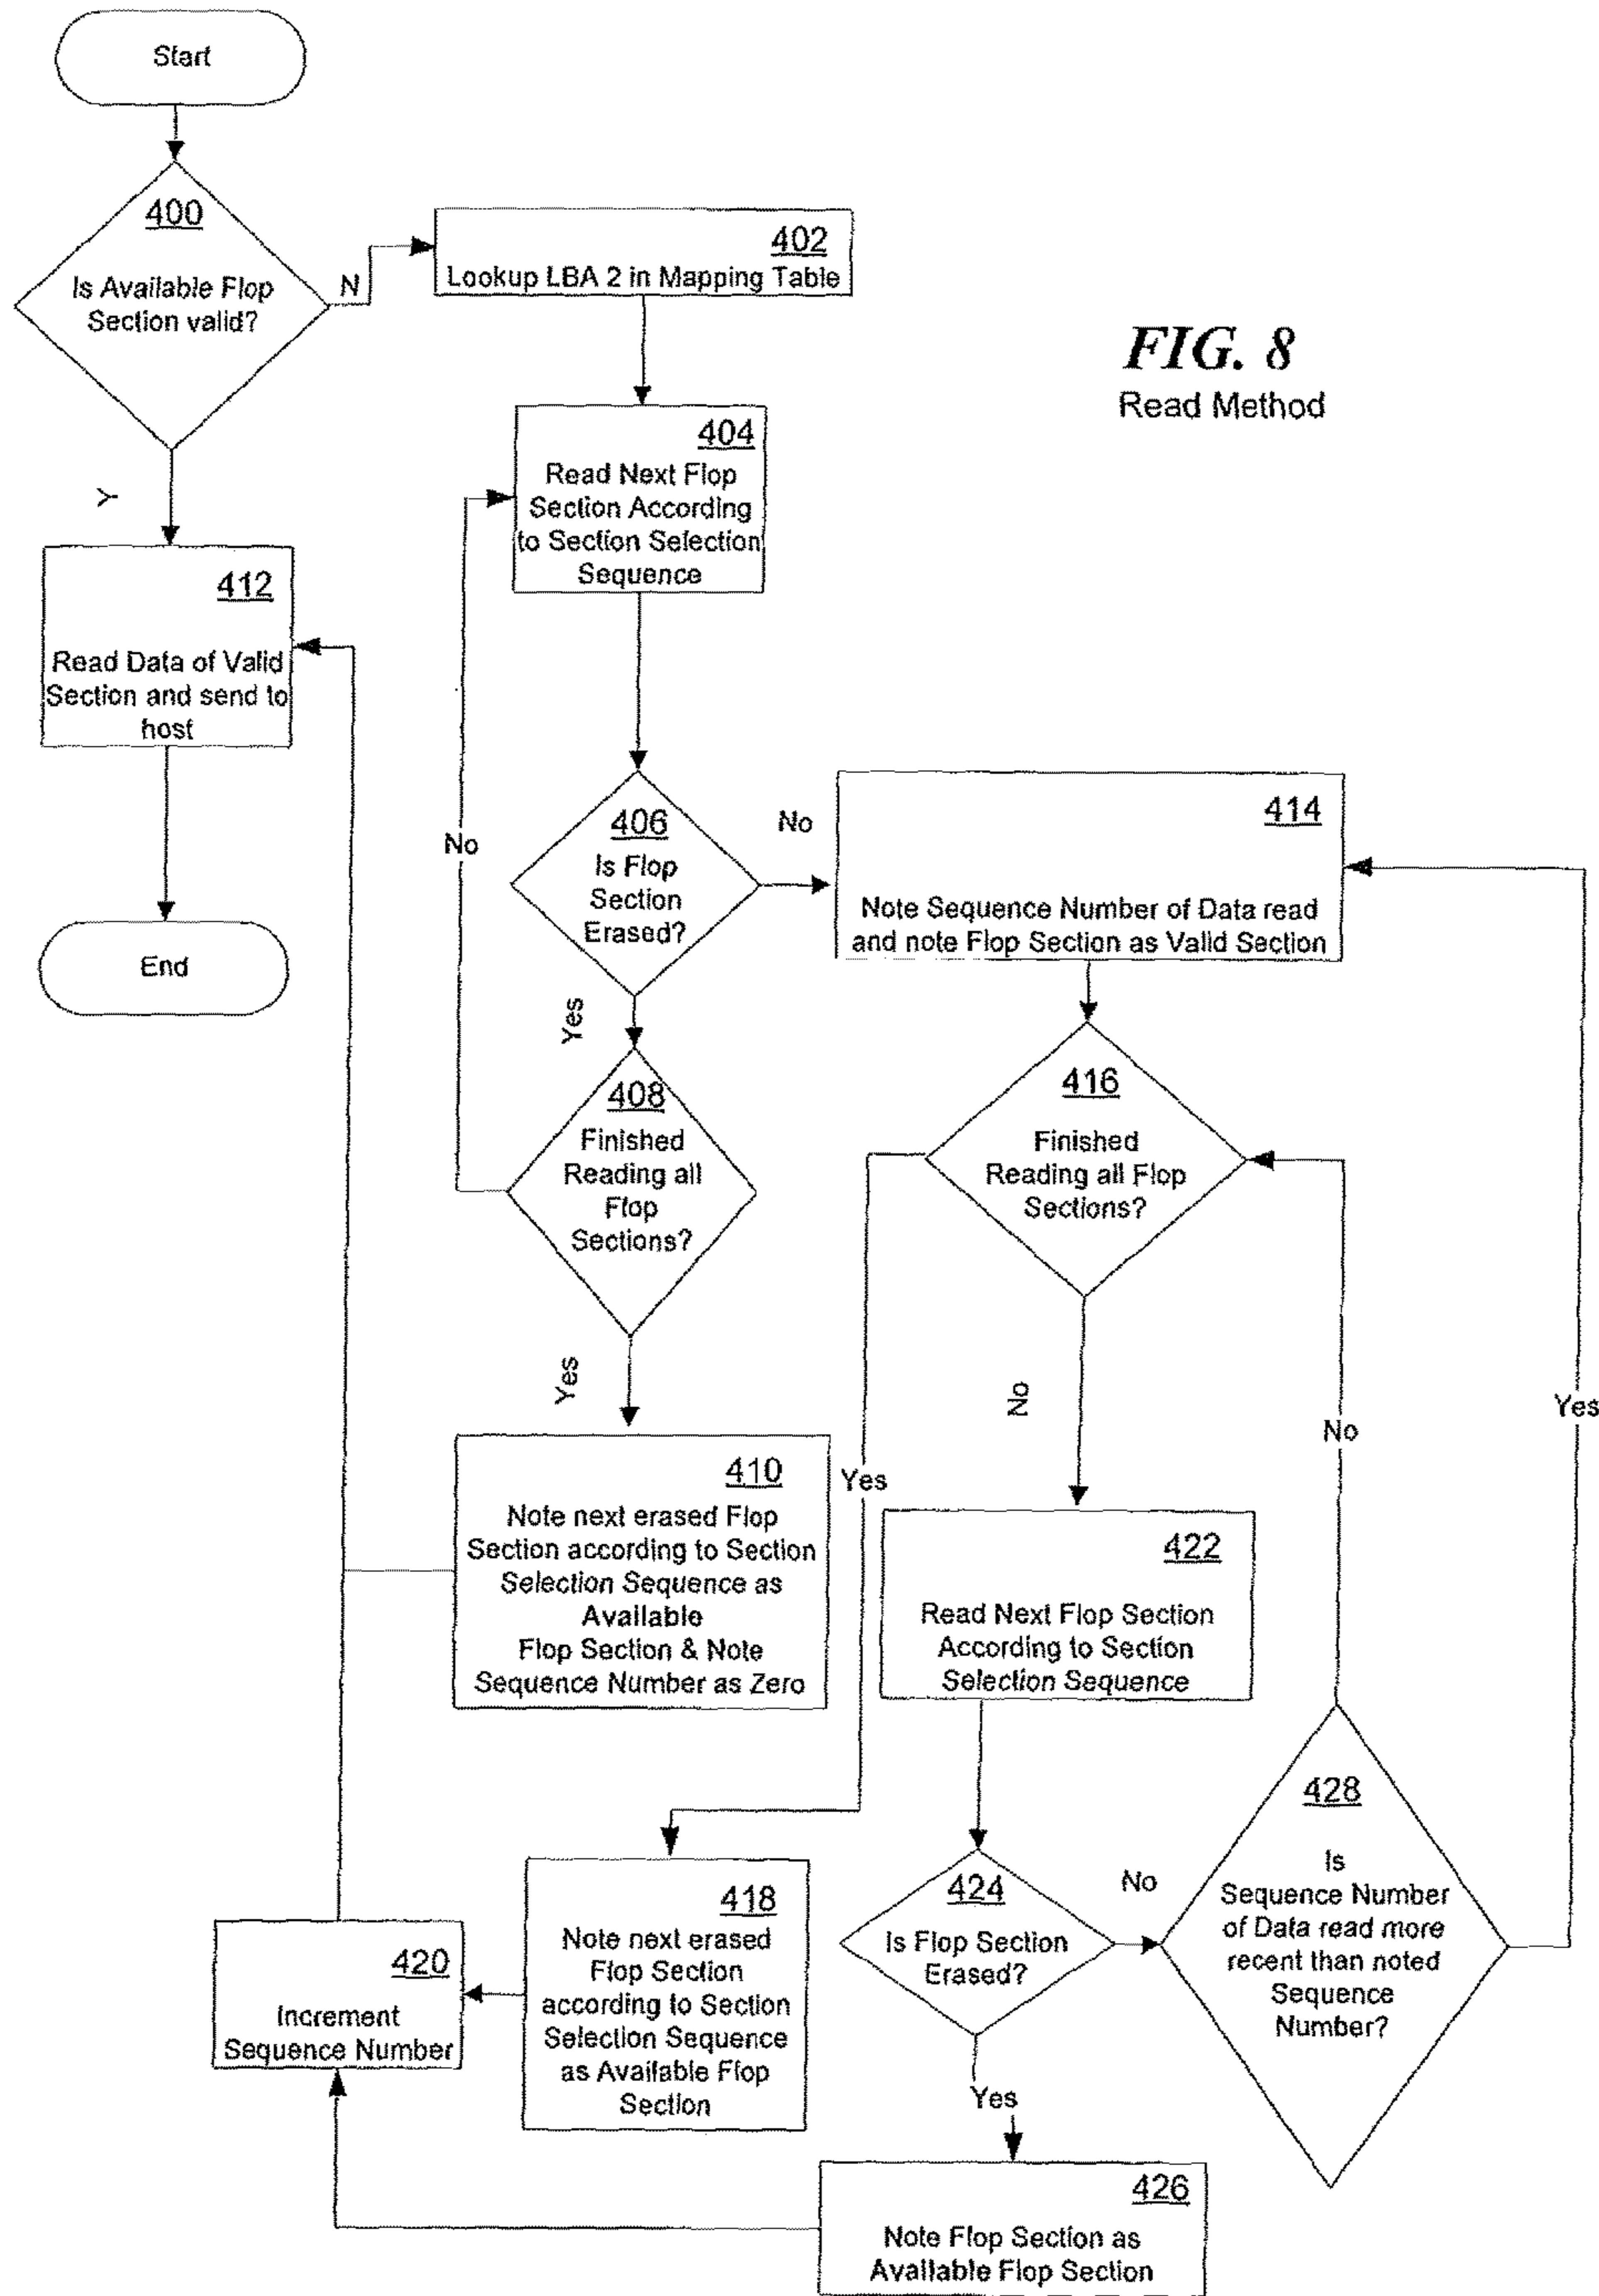 Start
400
Is Available Flop
Section valid?
N
Y
402
Lookup LBA 2 in Mapping Table
FIG. 8
Read Method
404
Read Next Flop
Section According
to Section Selection
Sequence
412
Read Data of Valid
Section and send to
host
End
No
406
Is Flop
Section
Erased?
No
Yes
414
Note Sequence Number of Data read
and note Flop Section as Valid Section
408
Finished
Reading all
Flop
Sections?
Yes
416
Finished
Reading all Flop
Sections?
No
Yes
No
Yes
410
Note next erased Flop
Section according to Section
Selection Sequence as
Available
Flop Section & Note
Sequence Number as Zero
422
Read Next Flop Section
According to Section
Selection Sequence
428
Is
Sequence Number
of Data read more
recent than noted
Sequence
Number?
424
Is Flop Section
Erased?
No
Yes
418
Note next erased
Flop Section
according to Section
Selection Sequence
as Available Flop
Section
420
Increment
Sequence Number
426
Note Flop Section as
Available Flop Section